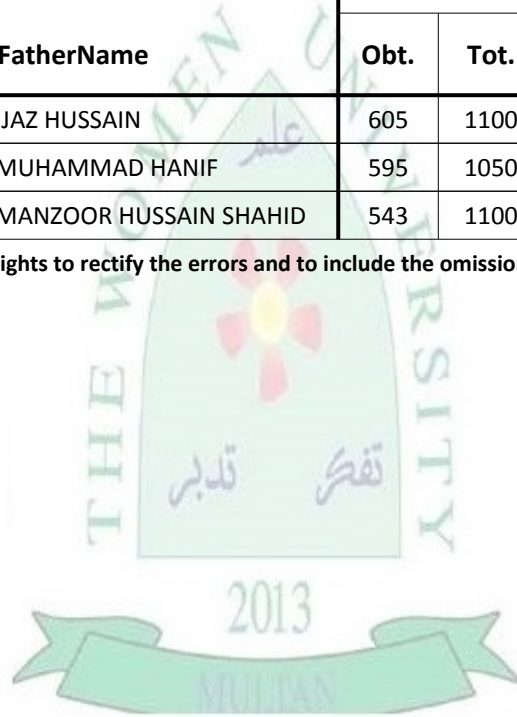 FatherName Obt. Tot.
JAZ HUSSAIN 605 1100
MUHAMMAD HANIF 595 1050
MANZOOR HUSSAIN SHAHID 543 1100
ights to rectify the errors and to include the omissio
THE WOMEN UNIVERSITY
علم
تدبر تفکر
2013
MULTAN